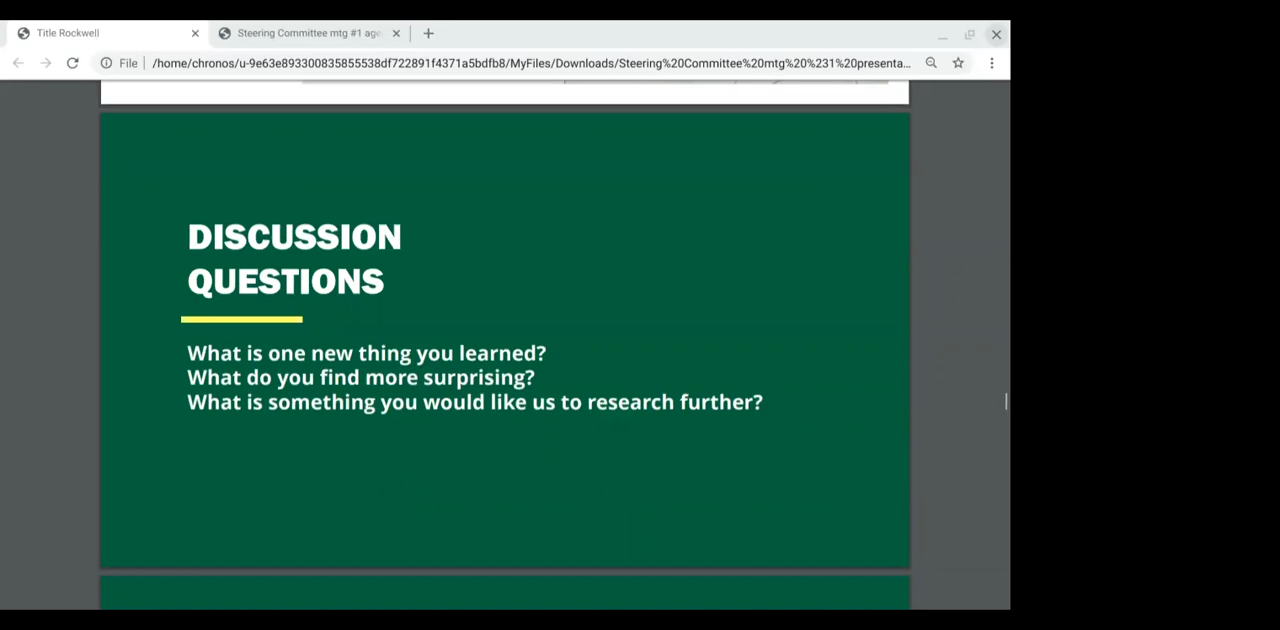 Title Rockwell
Steering Committee mtg #1 age
File
/home/chronos/u-9e63e893300835855538df722891f4371a5bdfb8/MyFiles/Downloads/Steering%20Committee%20mtg%20%231%20presenta...
DISCUSSION
QUESTIONS
What is one new thing you learned?
What do you find more surprising?
What is something you would like us to research further?